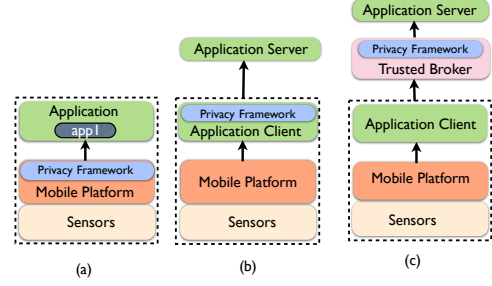 Application
app1
Privacy Framework
Mobile Platform
Sensors
(a)
Application Server
Privacy Framework
Application Client
Mobile Platform
Sensors
(b)
Application Server
Privacy Framework
Trusted Broker
Application Client
Mobile Platform
Sensors
(c)